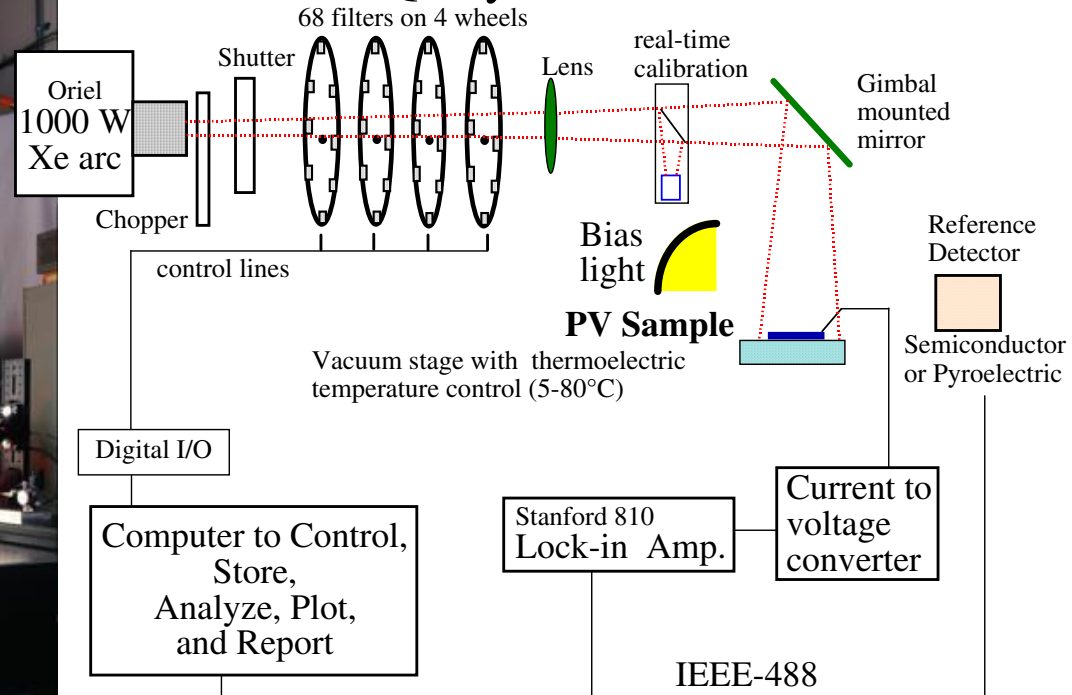 68 filters on 4 wheels
Shutter
Lens
real-time
calibration
Gimbal
mounted
mirror
Oriel
1000 W
Xe arc
Chopper
control lines
Bias
light
Reference
Detector
PV Sample
Semiconductor
or Pyroelectric
Vacuum stage with thermoelectric
temperature control (5-80°C)
Digital I/O
Computer to Control,
Store,
Analyze, Plot,
and Report
Stanford 810
Lock-in Amp.
Current to
voltage
converter
IEEE-488